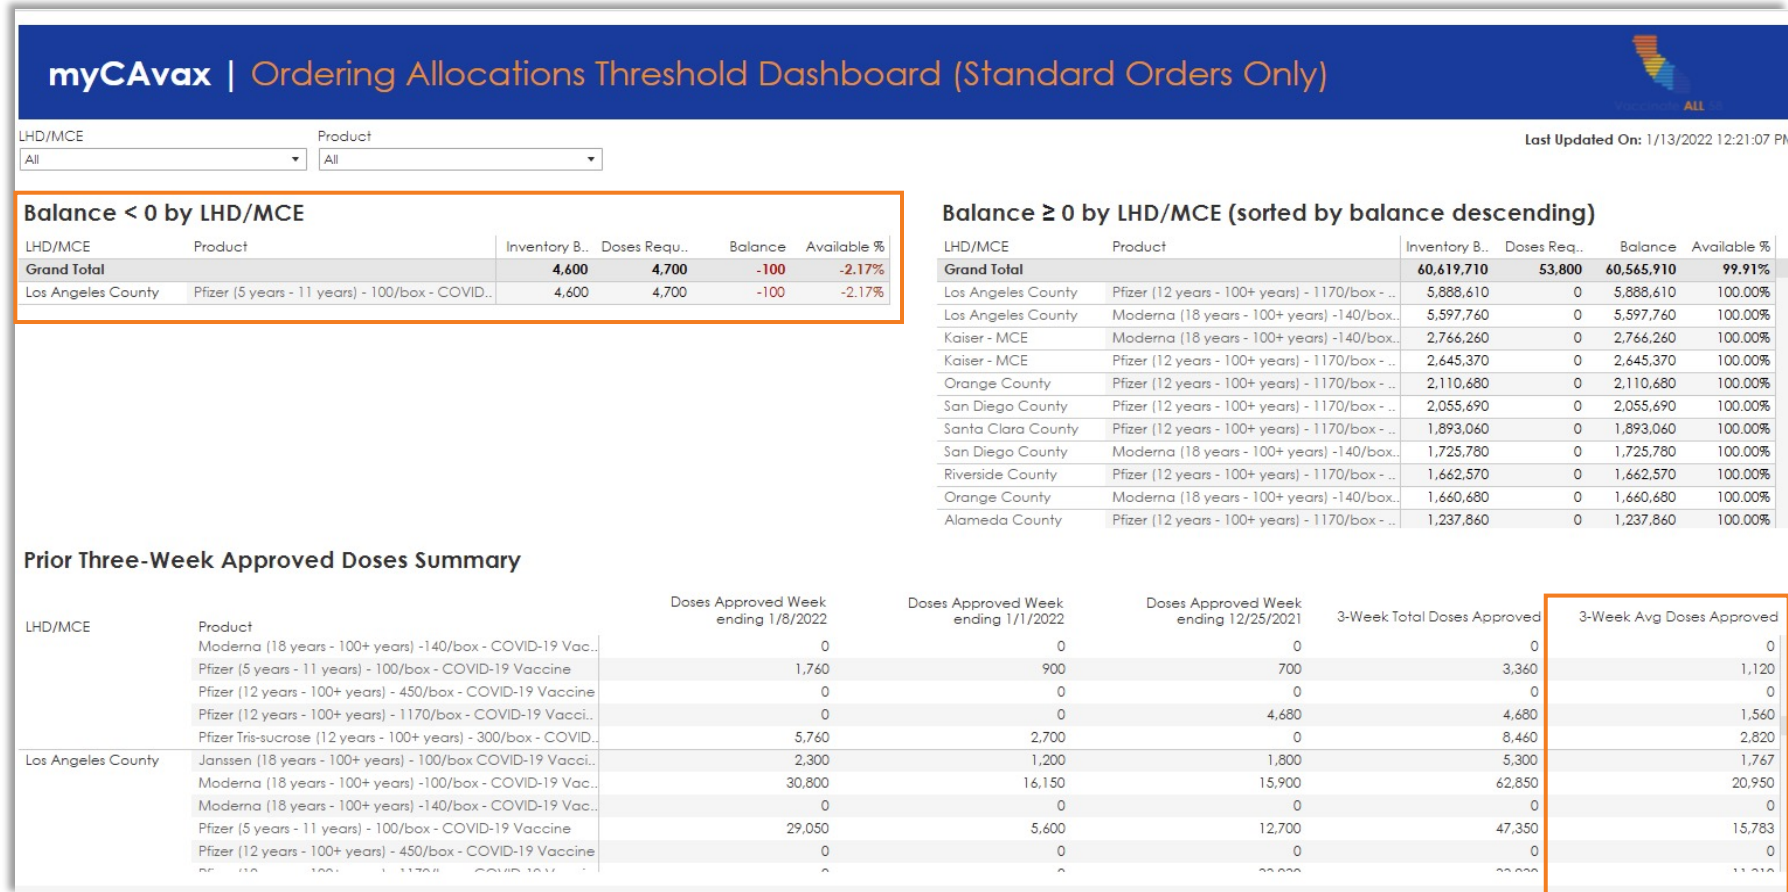 myCAvax | Ordering Allocations Threshold Dashboard (Standard Orders Only)
Vaccinate ALL 58
LHD/MCE Product
All All
Last Updated On: 1/13/2022 12:21:07 PM
Balance < 0 by LHD/MCE
LHD/MCE Product Inventory B.. Doses Requ.. Balance Available %
Grand Total 4,600 4,700 -100 -2.17%
Los Angeles County Pfizer (5 years - 11 years) - 100/box - COVID.. 4,600 4,700 -100 -2.17%
Balance ≥ 0 by LHD/MCE (sorted by balance descending)
LHD/MCE Product Inventory B.. Doses Req.. Balance Available %
Grand Total 60,619,710 53,800 60,565,910 99.91%
Los Angeles County Pfizer (12 years - 100+ years) - 1170/box - .. 5,888,610 0 5,888,610 100.00%
Los Angeles County Moderna (18 years - 100+ years) -140/box.. 5,597,760 0 5,597,760 100.00%
Kaiser - MCE Moderna (18 years - 100+ years) -140/box.. 2,766,260 0 2,766,260 100.00%
Kaiser - MCE Pfizer (12 years - 100+ years) - 1170/box - .. 2,645,370 0 2,645,370 100.00%
Orange County Pfizer (12 years - 100+ years) - 1170/box - .. 2,110,680 0 2,110,680 100.00%
San Diego County Pfizer (12 years - 100+ years) - 1170/box - .. 2,055,690 0 2,055,690 100.00%
Santa Clara County Pfizer (12 years - 100+ years) - 1170/box - .. 1,893,060 0 1,893,060 100.00%
San Diego County Moderna (18 years - 100+ years) -140/box.. 1,725,780 0 1,725,780 100.00%
Riverside County Pfizer (12 years - 100+ years) - 1170/box - .. 1,662,570 0 1,662,570 100.00%
Orange County Moderna (18 years - 100+ years) -140/box.. 1,660,680 0 1,660,680 100.00%
Alameda County Pfizer (12 years - 100+ years) - 1170/box - .. 1,237,860 0 1,237,860 100.00%
Prior Three-Week Approved Doses Summary
LHD/MCE Product Doses Approved Week ending 1/8/2022 Doses Approved Week ending 1/1/2022 Doses Approved Week ending 12/25/2021 3-Week Total Doses Approved 3-Week Avg Doses Approved
Moderna (18 years - 100+ years) -140/box - COVID-19 Vac.. 0 0 0 0 0
Pfizer (5 years - 11 years) - 100/box - COVID-19 Vaccine 1,760 900 700 3,360 1,120
Pfizer (12 years - 100+ years) - 450/box - COVID-19 Vaccine 0 0 0 0 0
Pfizer (12 years - 100+ years) - 1170/box - COVID-19 Vacci.. 0 0 4,680 4,680 1,560
Pfizer Tris-sucrose (12 years - 100+ years) - 300/box - COVID.. 5,760 2,700 0 8,460 2,820
Los Angeles County Janssen (18 years - 100+ years) - 100/box COVID-19 Vacci.. 2,300 1,200 1,800 5,300 1,767
Moderna (18 years - 100+ years) -100/box - COVID-19 Vac.. 30,800 16,150 15,900 62,850 20,950
Moderna (18 years - 100+ years) -140/box - COVID-19 Vac.. 0 0 0 0 0
Pfizer (5 years - 11 years) - 100/box - COVID-19 Vaccine 29,050 5,600 12,700 47,350 15,783
Pfizer (12 years - 100+ years) - 450/box - COVID-19 Vaccine 0 0 0 0 0